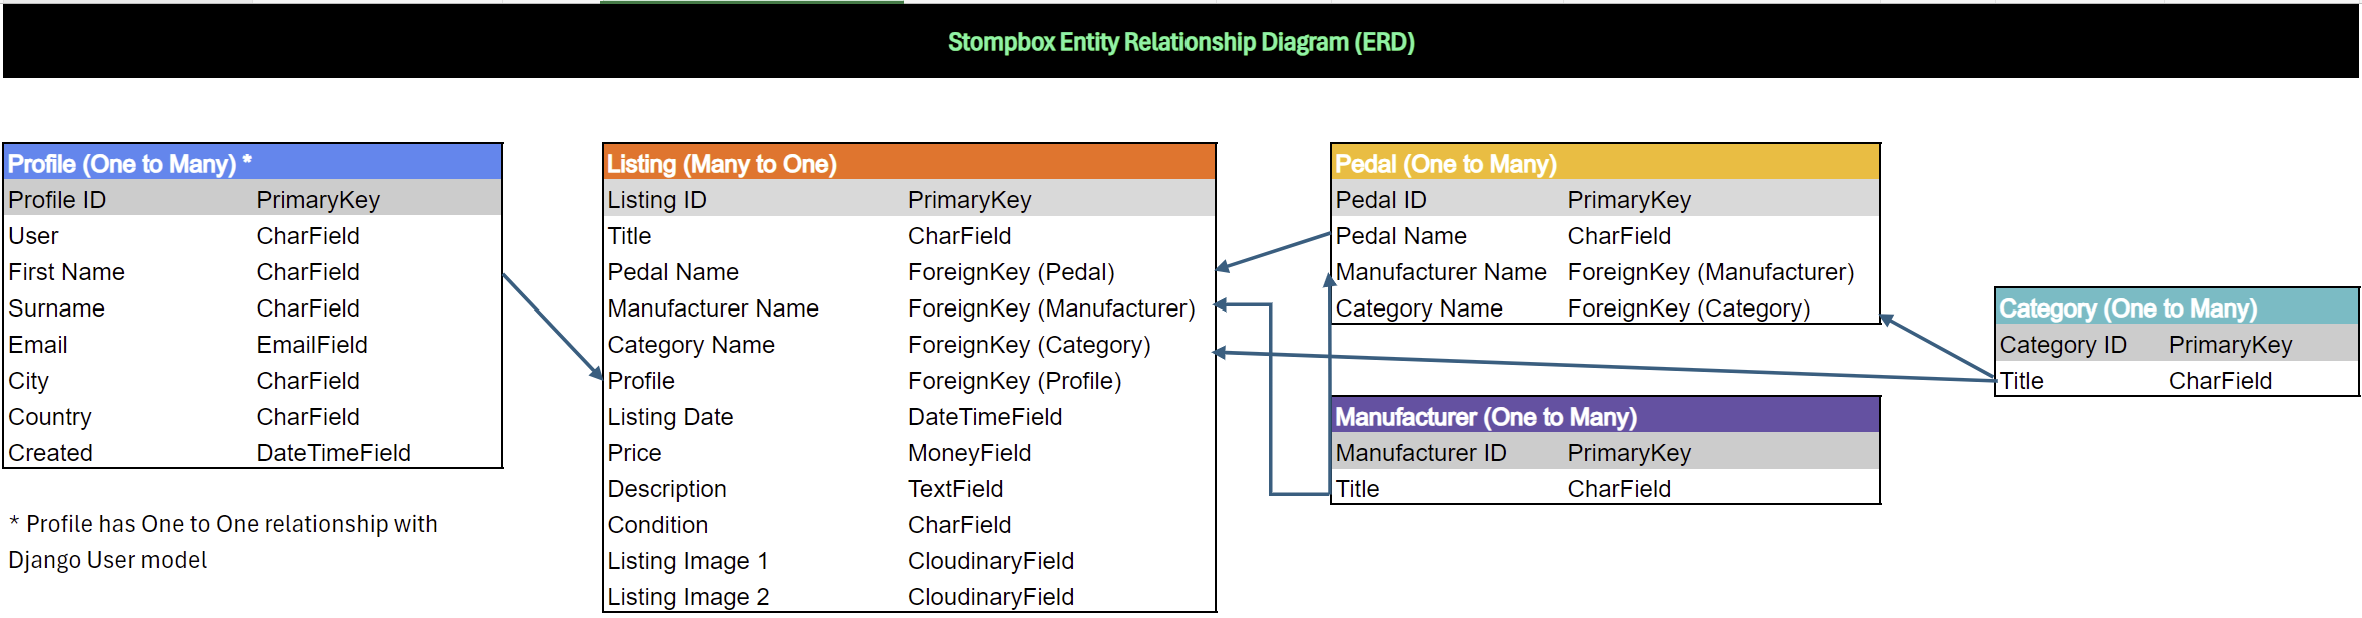 Stompbox Entity Relationship Diagram (ERD)
Profile (One to Many) *
Profile ID PrimaryKey
User CharField
First Name CharField
Surname CharField
Email EmailField
City CharField
Country CharField
Created DateTimeField
* Profile has One to One relationship with
Django User model
Listing (Many to One)
Listing ID PrimaryKey
Title CharField
Pedal Name ForeignKey (Pedal)
Manufacturer Name ForeignKey (Manufacturer)
Category Name ForeignKey (Category)
Profile ForeignKey (Profile)
Listing Date DateTimeField
Price MoneyField
Description TextField
Condition CharField
Listing Image 1 CloudinaryField
Listing Image 2 CloudinaryField
Pedal (One to Many)
Pedal ID PrimaryKey
Pedal Name CharField
Manufacturer Name ForeignKey (Manufacturer)
Category Name ForeignKey (Category)
Manufacturer (One to Many)
Manufacturer ID PrimaryKey
Title CharField
Category (One to Many)
Category ID PrimaryKey
Title CharField